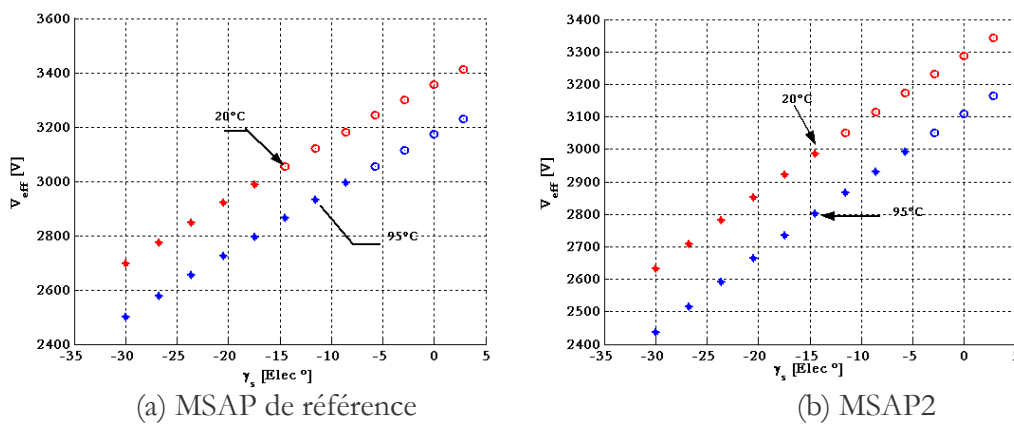 3600
3400
3200
3000
2800
2600
2400
V_eff [V]
-35 -30 -25 -20 -15 -10 -5 0 5
γ_s [Elec °]
20°C
95°C
(a) MSAP de référence
3400
3300
3200
3100
3000
2900
2800
2700
2600
2500
2400
V_eff [V]
-35 -30 -25 -20 -15 -10 -5 0 5
γ_s [Elec °]
20°C
95°C
(b) MSAP2